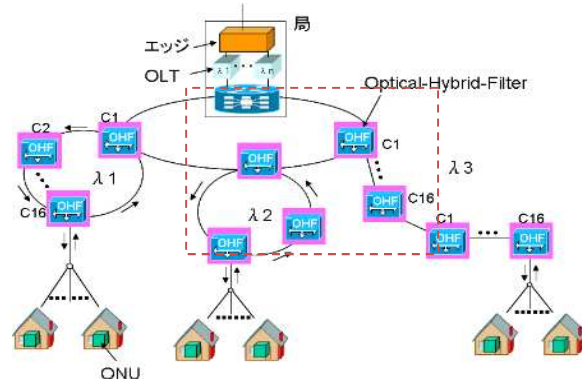 局
エッジ
OLT
λ1 ••• λn
Optical-Hybrid-Filter
C1
C2
OHF
OHF
OHF
C1
λ1
C16
OHF
OHF
λ3
λ2
C16
OHF
OHF
OHF
C1
OHF
•••
C16
OHF
ONU